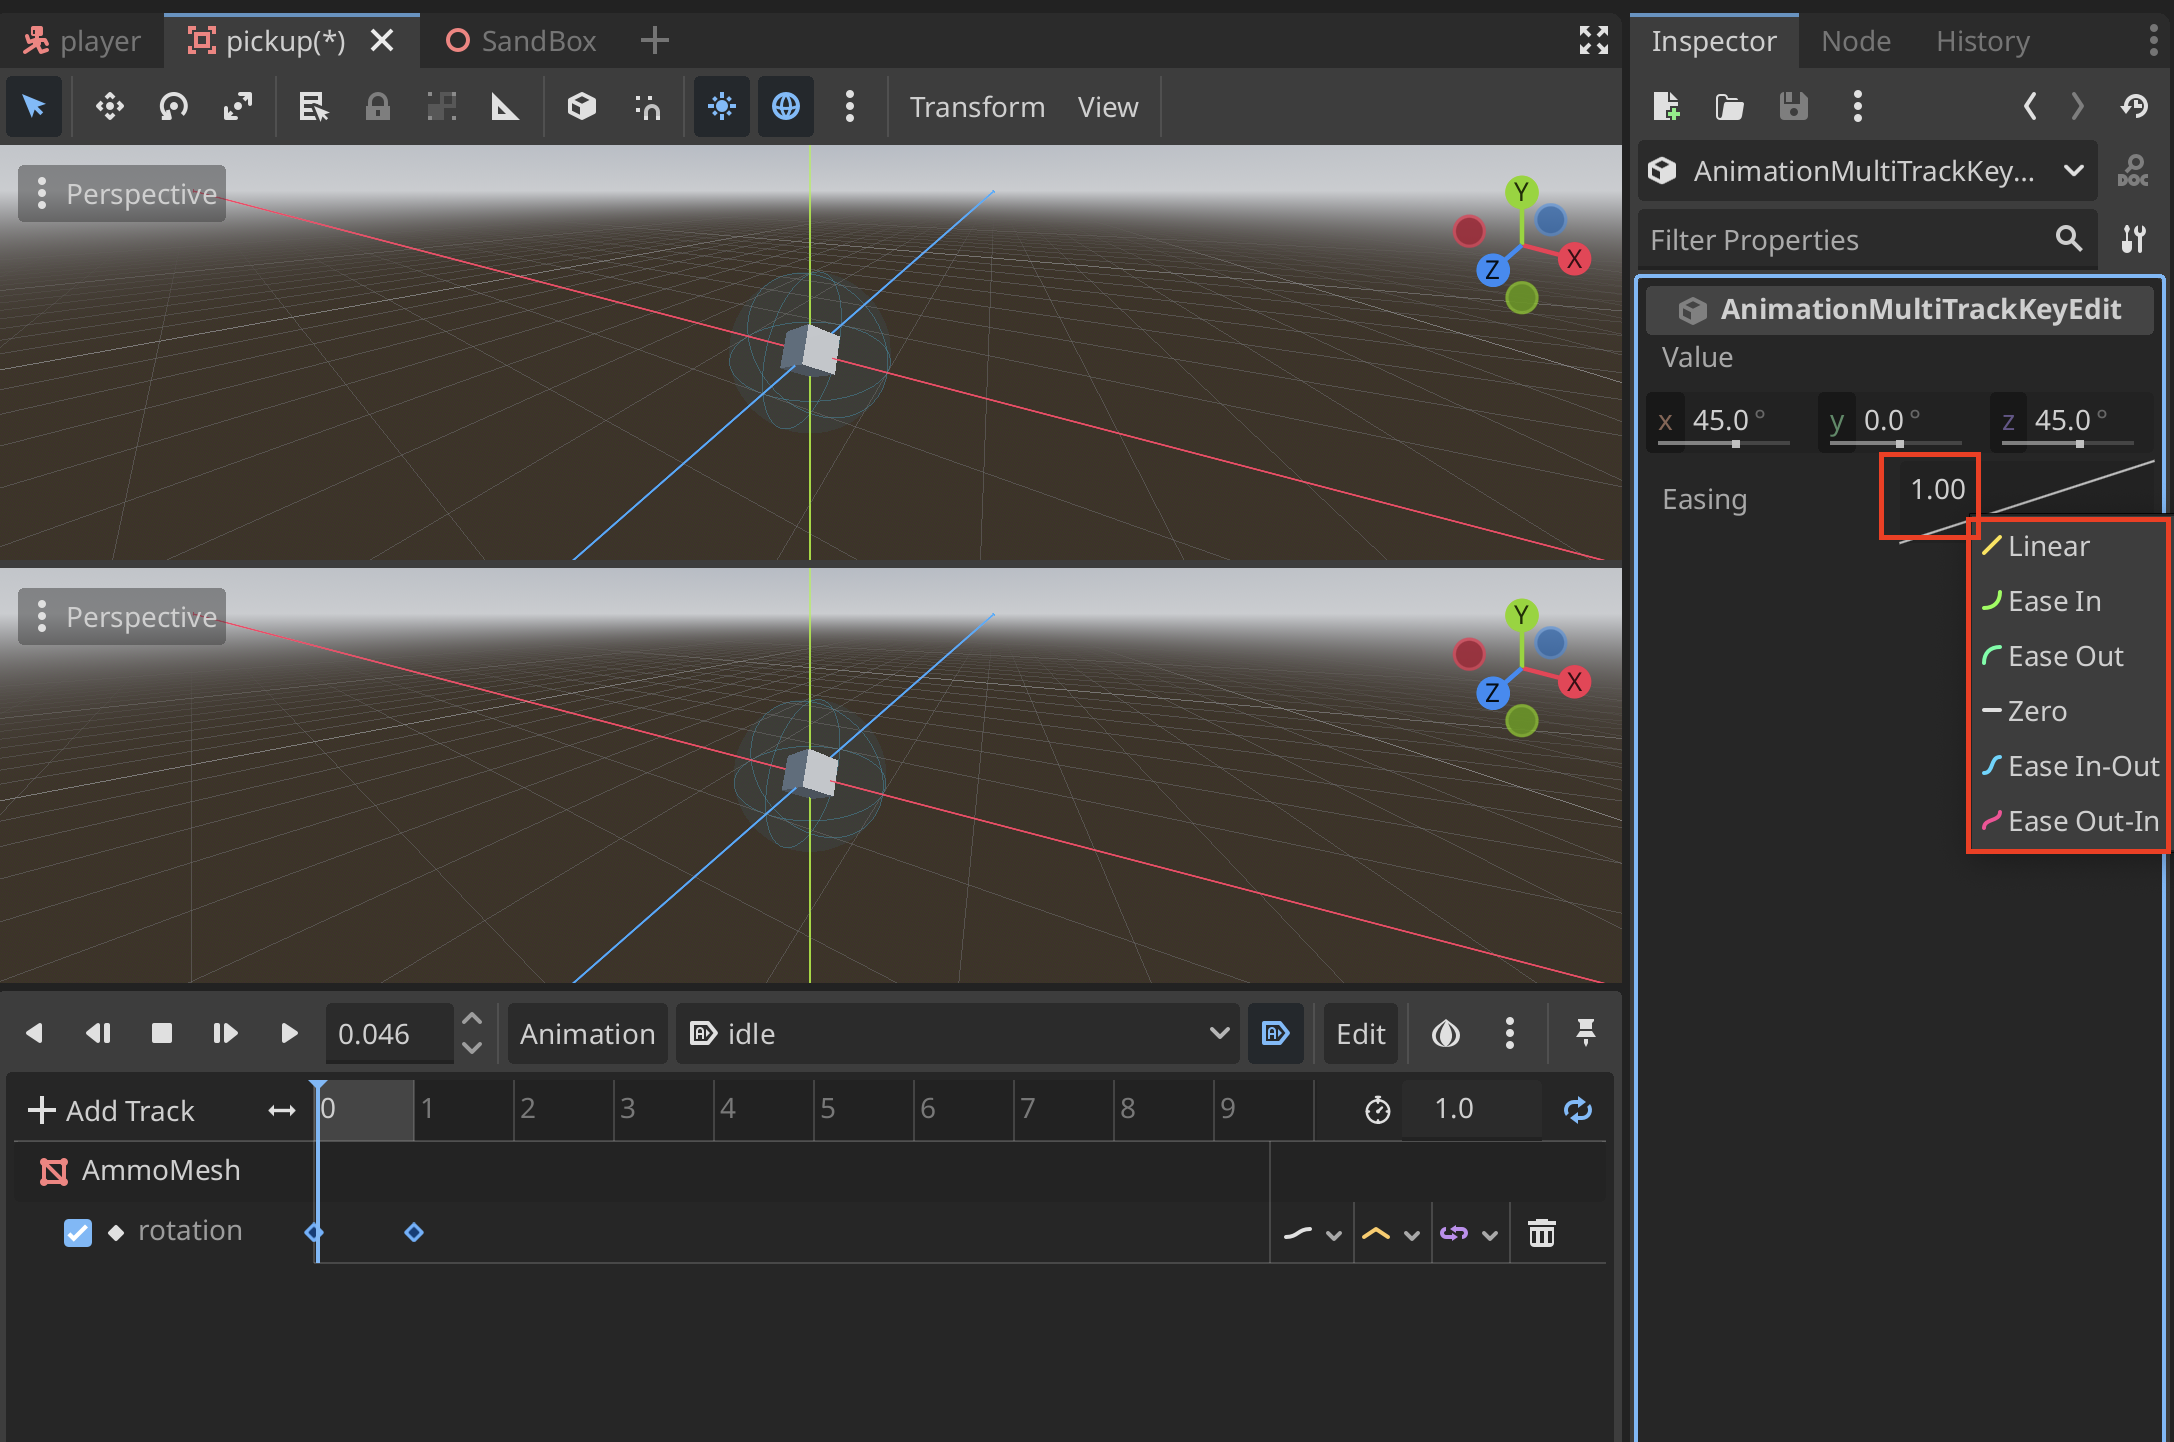 player
pickup(*)
SandBox
Inspector
Node
History
Transform
View
AnimationMultiTrackKey...
DOC
Filter Properties
Perspective
Y
X
Z
AnimationMultiTrackKeyEdit
Value
x 45.0 °
y 0.0 °
z 45.0 °
Easing
1.00
Linear
Ease In
Ease Out
Zero
Ease In-Out
Ease Out-In
Perspective
Y
X
Z
0.046
Animation
A
idle
A
Edit
Add Track
0
1
2
3
4
5
6
7
8
9
1.0
AmmoMesh
rotation